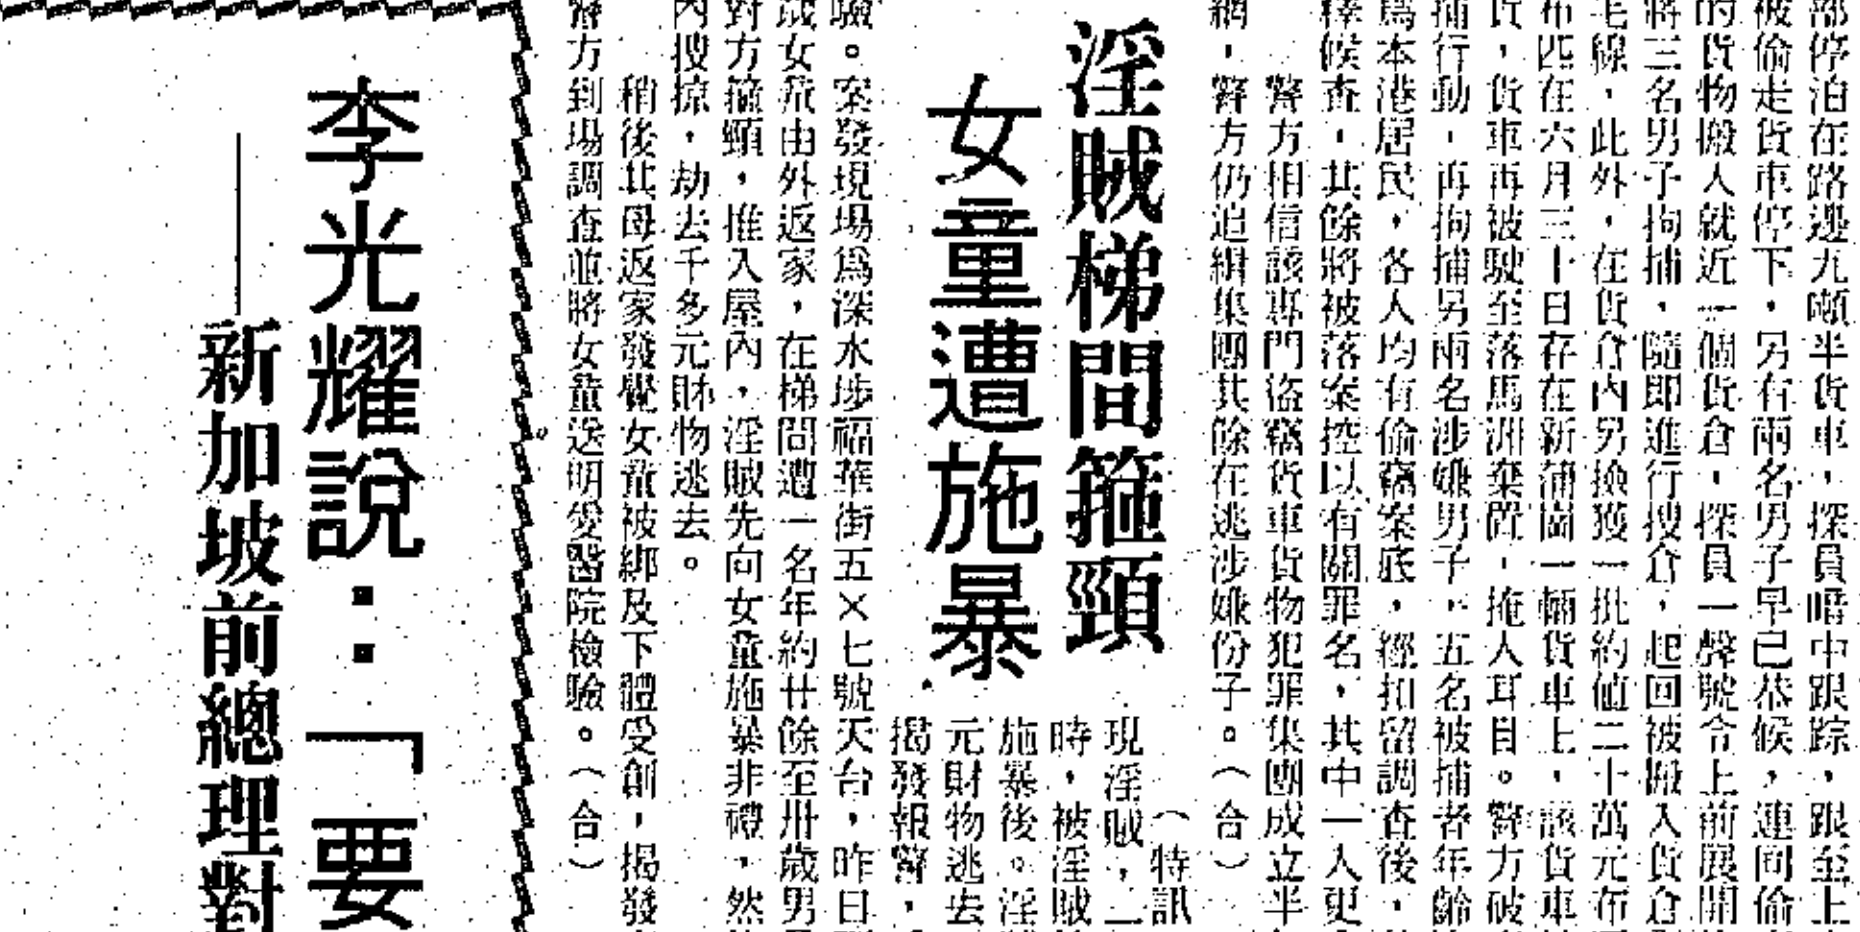 部停泊在路邊九噸半貨車，探員暗中跟踪，跟至上
被偷走貨車停下，另有兩名男子早已恭候，連同偷
的貨物搬入就近一個貨倉，探員一聲號令上前展開
將三名男子拘捕，隨即進行搜倉，起回被搬入貨倉
毛線，此外，在貨倉內另撿獲一批約値二十萬元布
布匹在六月三十日存在新蒲崗一輛貨車上，該貨車
貨，貨車再被駛至落馬洲棄置，掩人耳目。警方破
捕行動，再拘捕另兩名涉嫌男子，五名被捕者年齡
爲本港居民，各人均有偷竊案底，經扣留調查後，
候查，其餘將被落案控以有關罪名，其中一人更
警方相信該專門盜竊貨車貨物犯罪集團成立半
網，警方仍追緝集團其餘在逃涉嫌份子。（合）
淫賊梯間箍頸
女童遭施暴
（特訊
現淫賊，二
時，被淫賊
施暴後。淫
元財物逃去
揭發報警，
驗。案發現場爲深水埗福華街五×七號天台，昨日
歲女童由外返家，在梯間遭一名年約廿餘至卅歲男
對方箍頸，推入屋內，淫賊先向女童施暴非禮，然
內搜掠，劫去千多元財物逃去。
稍後其母返家發覺女童被綁及下體受創，揭發
警方到場調查並將女童送明愛醫院檢驗。（合）
李光耀說：「要
——新加坡前總理對